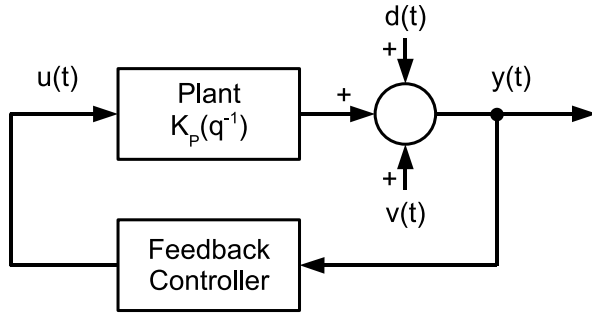 d(t)
+
u(t)
Plant
K_P(q^-1)
+
y(t)
+
v(t)
Feedback
Controller